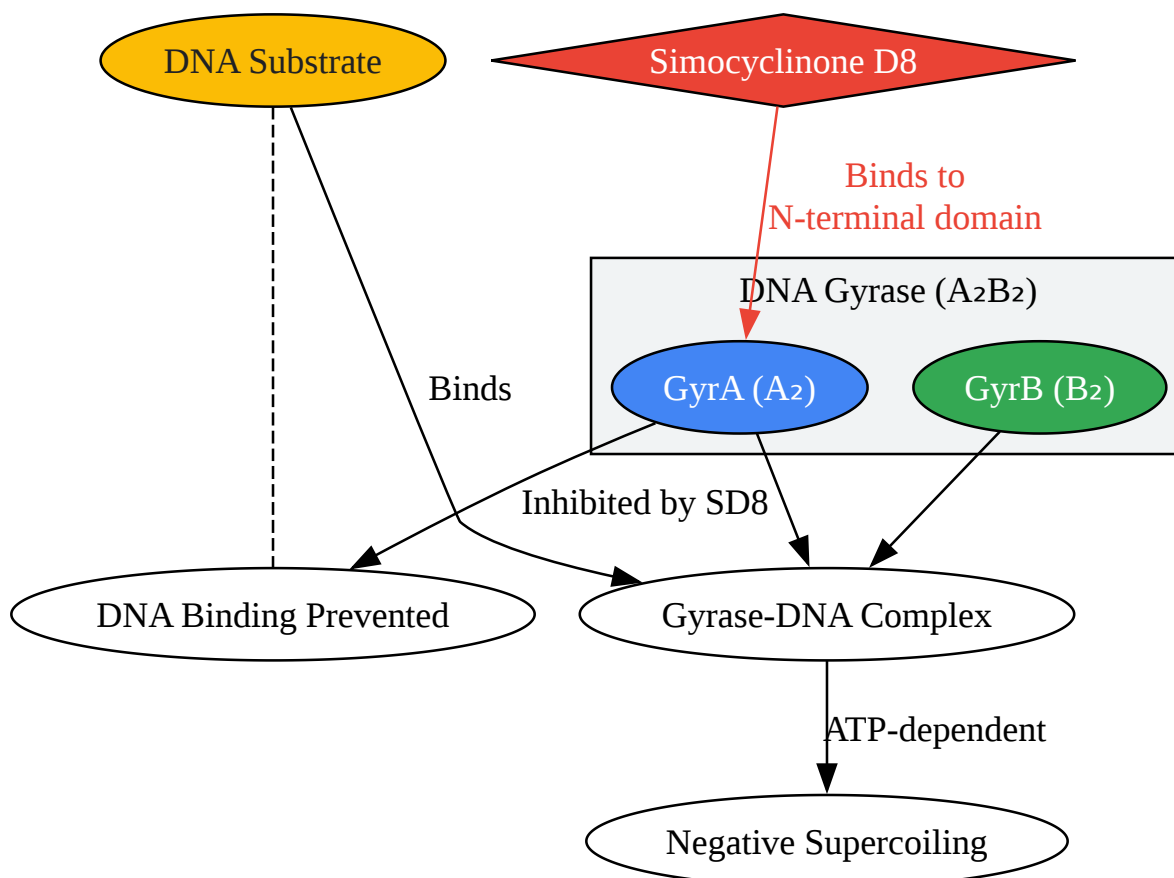 DNA Substrate
Simocyclinone D8
Binds to
N-terminal domain
DNA Gyrase (A₂B₂)
GyrA (A₂)
GyrB (B₂)
Binds
Inhibited by SD8
DNA Binding Prevented
Gyrase-DNA Complex
ATP-dependent
Negative Supercoiling